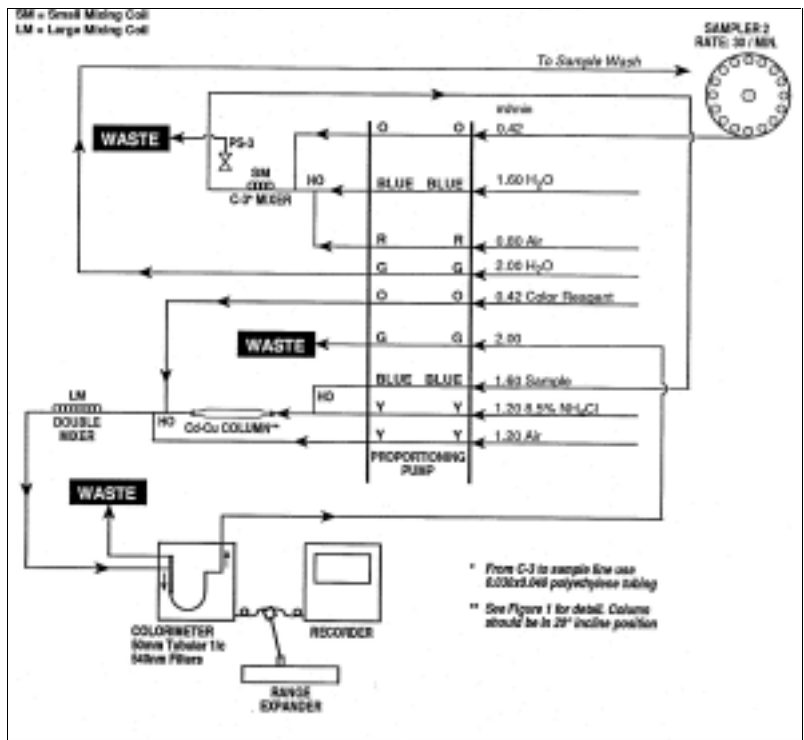 SM = Small Mixing Coil
LM = Large Mixing Coil
SAMPLER 2
RATE: 30 / MIN.
To Sample Wash
ml/min
WASTE
PS-3
O O 0.42
SM
HO
BLUE BLUE 1.60 H₂O
C-3* MIXER
R R 0.80 Air
G G 2.00 H₂O
O O 0.42 Color Reagent
WASTE
G G 2.00
BLUE BLUE 1.60 Sample
HO
LM
Y Y 1.20 8.5% NH₄Cl
HO
Cd-Cu COLUMN**
DOUBLE
MIXER
Y Y 1.20 Air
PROPORTIONING
PUMP
WASTE
* From C-3 to sample line use
0.030x0.048 polyethylene tubing
** See Figure 1 for detail. Column
should be in 20° incline position
COLORIMETER
50mm Tubular f/c
540nm Filters
RECORDER
RANGE
EXPANDER